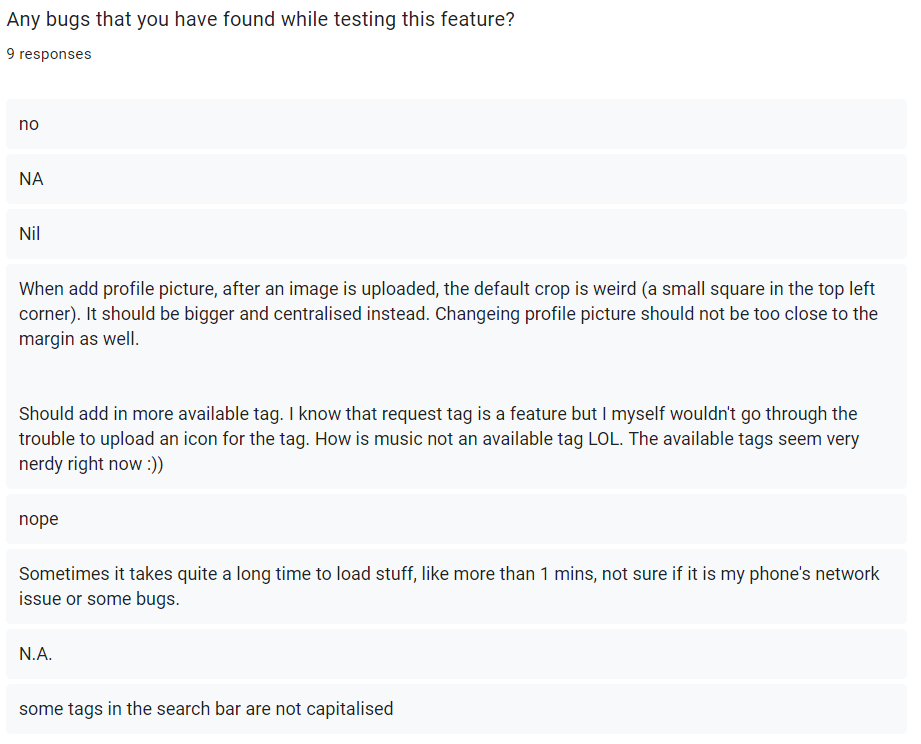 Any bugs that you have found while testing this feature?
9 responses
no
NA
Nil
When add profile picture, after an image is uploaded, the default crop is weird (a small square in the top left
corner). It should be bigger and centralised instead. Changeing profile picture should not be too close to the
margin as well.
Should add in more available tag. I know that request tag is a feature but I myself wouldn't go through the
trouble to upload an icon for the tag. How is music not an available tag LOL. The available tags seem very
nerdy right now :))
nope
Sometimes it takes quite a long time to load stuff, like more than 1 mins, not sure if it is my phone's network
issue or some bugs.
N.A.
some tags in the search bar are not capitalised